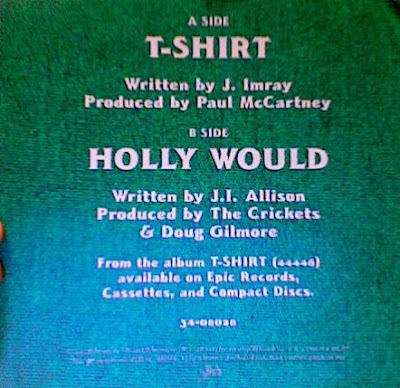 A SIDE
T-SHIRT
Written by J. Imray
Produced by Paul McCartney
B SIDE
HOLLY WOULD
Written by J.I. Allison
Produced by The Crickets
& Doug Gilmore
From the album T-SHIRT (44446)
available on Epic Records,
Cassettes, and Compact Discs.
34-08028